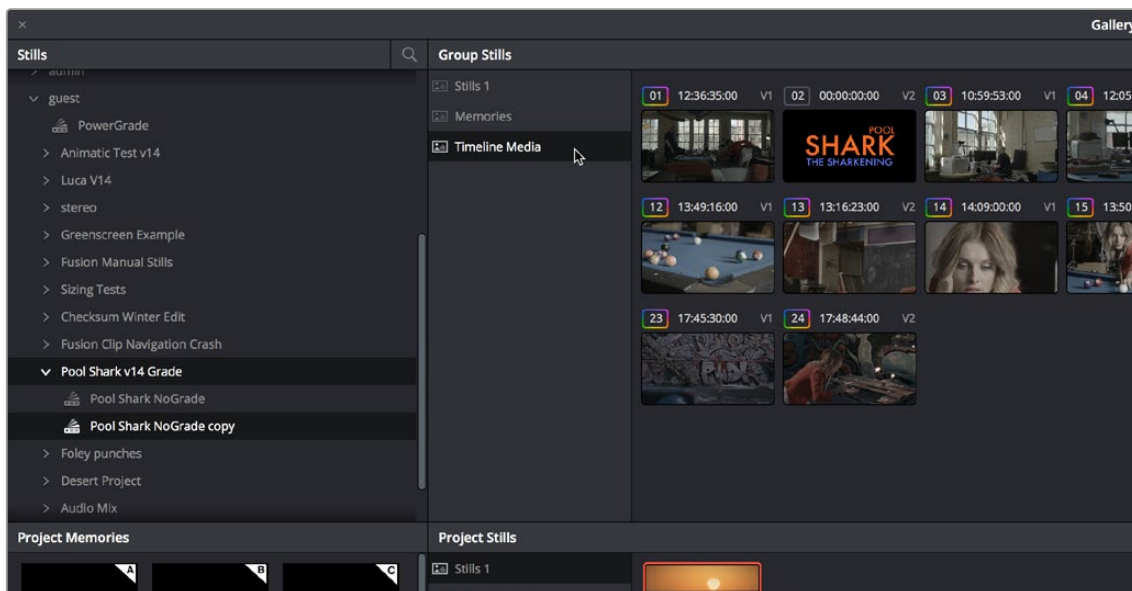 ×
Gallery
Stills
Group Stills
admin
guest
PowerGrade
Animatic Test v14
Luca V14
stereo
Greenscreen Example
Fusion Manual Stills
Sizing Tests
Checksum Winter Edit
Fusion Clip Navigation Crash
Pool Shark v14 Grade
Pool Shark NoGrade
Pool Shark NoGrade copy
Foley punches
Desert Project
Audio Mix
Stills 1
Memories
Timeline Media
01 12:36:35:00 V1 02 00:00:00:00 V2 03 10:59:53:00 V1 04 12:05
POOL
SHARK
THE SHARKENING
12 13:49:16:00 V1 13 13:16:23:00 V2 14 14:09:00:00 V1 15 13:50
23 17:45:30:00 V1 24 17:48:44:00 V2
Project Memories
A B C
Project Stills
Stills 1